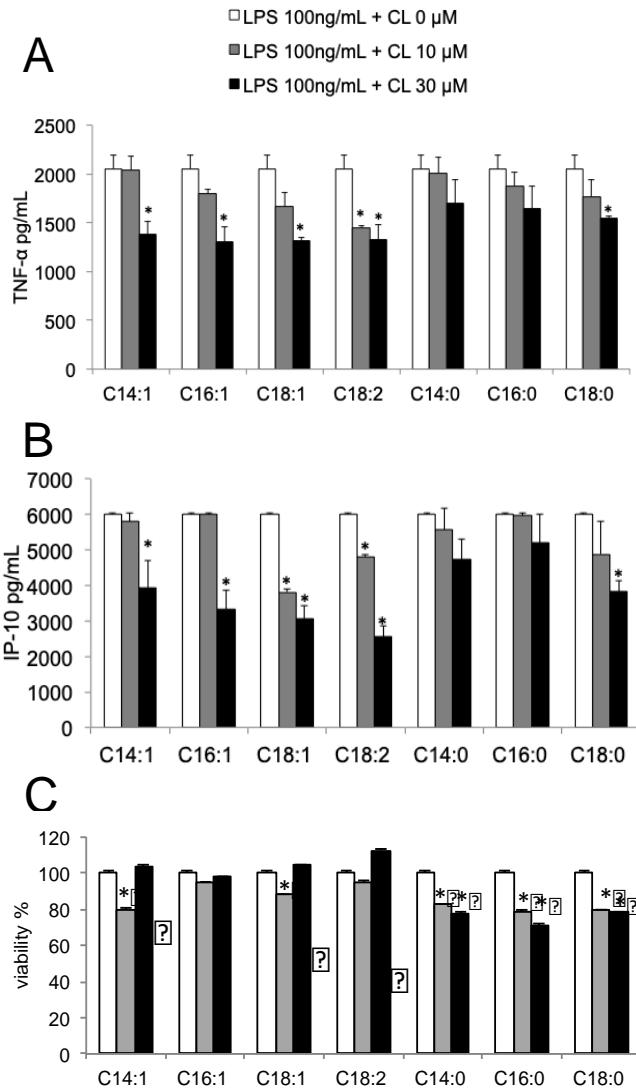 LPS 100ng/mL + CL 0 µM
A
LPS 100ng/mL + CL 10 µM
LPS 100ng/mL + CL 30 µM
2500
2000
1500
1000
500
0
TNF-α pg/mL
* * * * * *
C14:1 C16:1 C18:1 C18:2 C14:0 C16:0 C18:0
B
7000
6000
5000
4000
3000
2000
1000
0
IP-10 pg/mL
* * * * * * *
C14:1 C16:1 C18:1 C18:2 C14:0 C16:0 C18:0
C
120
100
80
60
40
20
0
viability %
*? * *? *? *? *? *? *?
? ? ?
C14:1 C16:1 C18:1 C18:2 C14:0 C16:0 C18:0